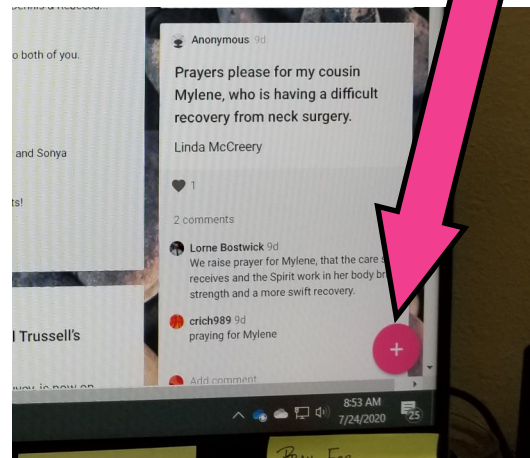 o both of you.
and Sonya
ts!
l Trussell's
Anonymous 9d
Prayers please for my cousin
Mylene, who is having a difficult
recovery from neck surgery.
Linda McCreery
1
2 comments
Lorne Bostwick 9d
We raise prayer for Mylene, that the care s
receives and the Spirit work in her body br
strength and a more swift recovery.
crich989 9d
praying for Mylene
Add comment
+
8:53 AM
7/24/2020
25